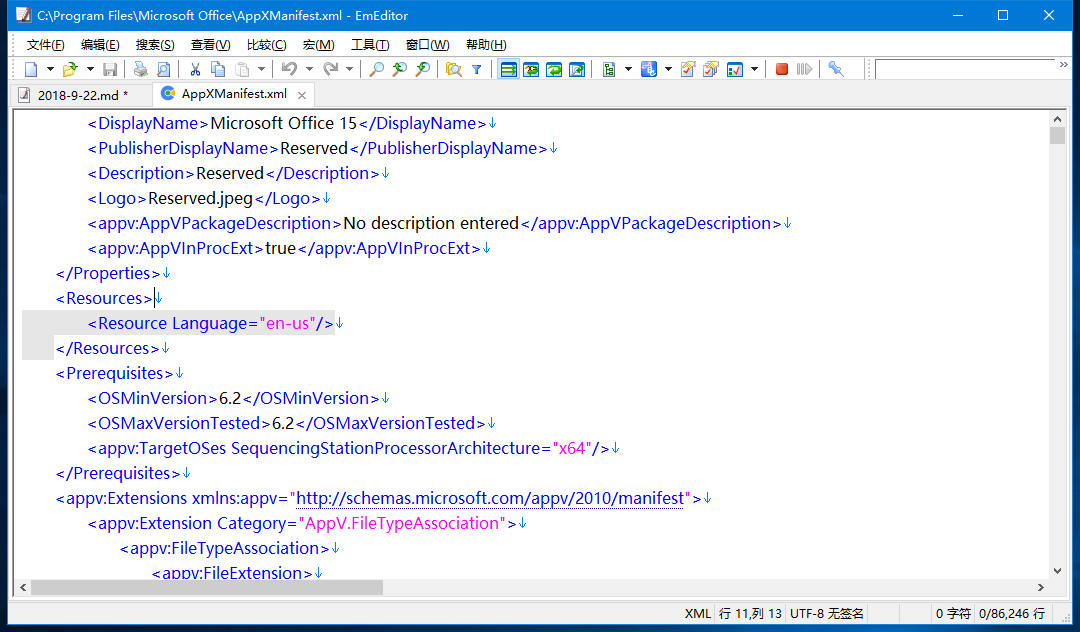 C:\Program Files\Microsoft Office\AppXManifest.xml - EmEditor
文件(F) 编辑(E) 搜索(S) 查看(V) 比较(C) 宏(M) 工具(T) 窗口(W) 帮助(H)
2018-9-22.md * AppXManifest.xml
<DisplayName>Microsoft Office 15</DisplayName>↓
<PublisherDisplayName>Reserved</PublisherDisplayName>↓
<Description>Reserved</Description>↓
<Logo>Reserved.jpeg</Logo>↓
<appv:AppVPackageDescription>No description entered</appv:AppVPackageDescription>↓
<appv:AppVInProcExt>true</appv:AppVInProcExt>↓
</Properties>↓
<Resources>↓
<Resource Language="en-us"/>↓
</Resources>↓
<Prerequisites>↓
<OSMinVersion>6.2</OSMinVersion>↓
<OSMaxVersionTested>6.2</OSMaxVersionTested>↓
<appv:TargetOSes SequencingStationProcessorArchitecture="x64"/>↓
</Prerequisites>↓
<appv:Extensions xmlns:appv="http://schemas.microsoft.com/appv/2010/manifest">↓
<appv:Extension Category="AppV.FileTypeAssociation">↓
<appv:FileTypeAssociation>↓
<appv:FileExtension>↓
XML 行 11,列 13 UTF-8 无签名 0 字符 0/86,246 行